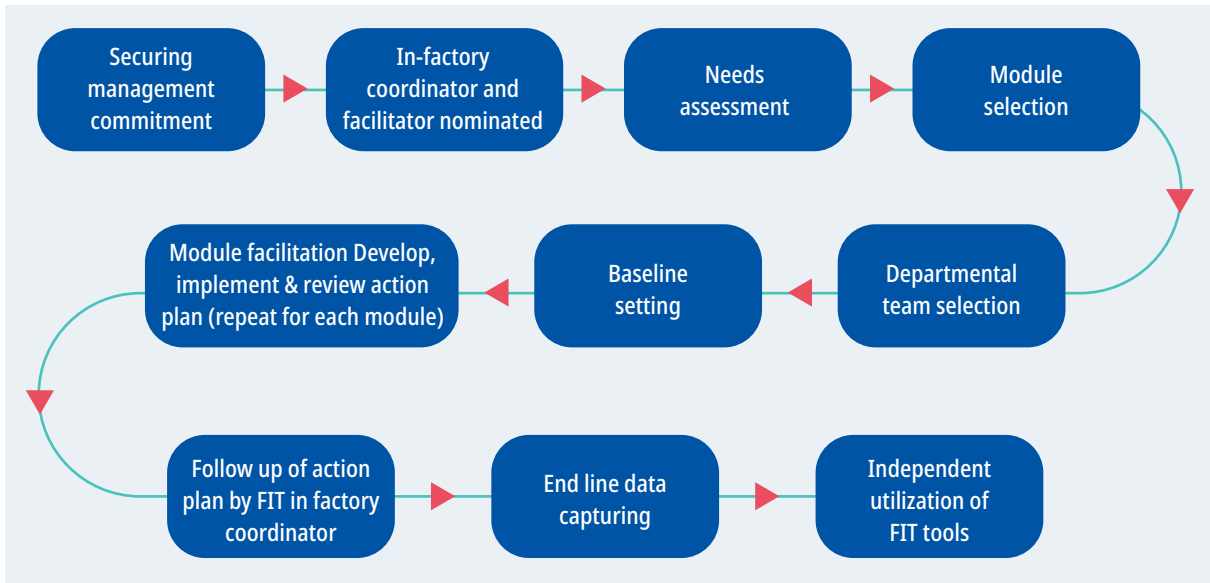 Securing
management
commitment
In-factory
coordinator and
facilitator nominated
Needs
assessment
Module
selection
Departmental
team selection
Baseline
setting
Module facilitation Develop,
implement & review action
plan (repeat for each module)
Follow up of action
plan by FIT in factory
coordinator
End line data
capturing
Independent
utilization of
FIT tools